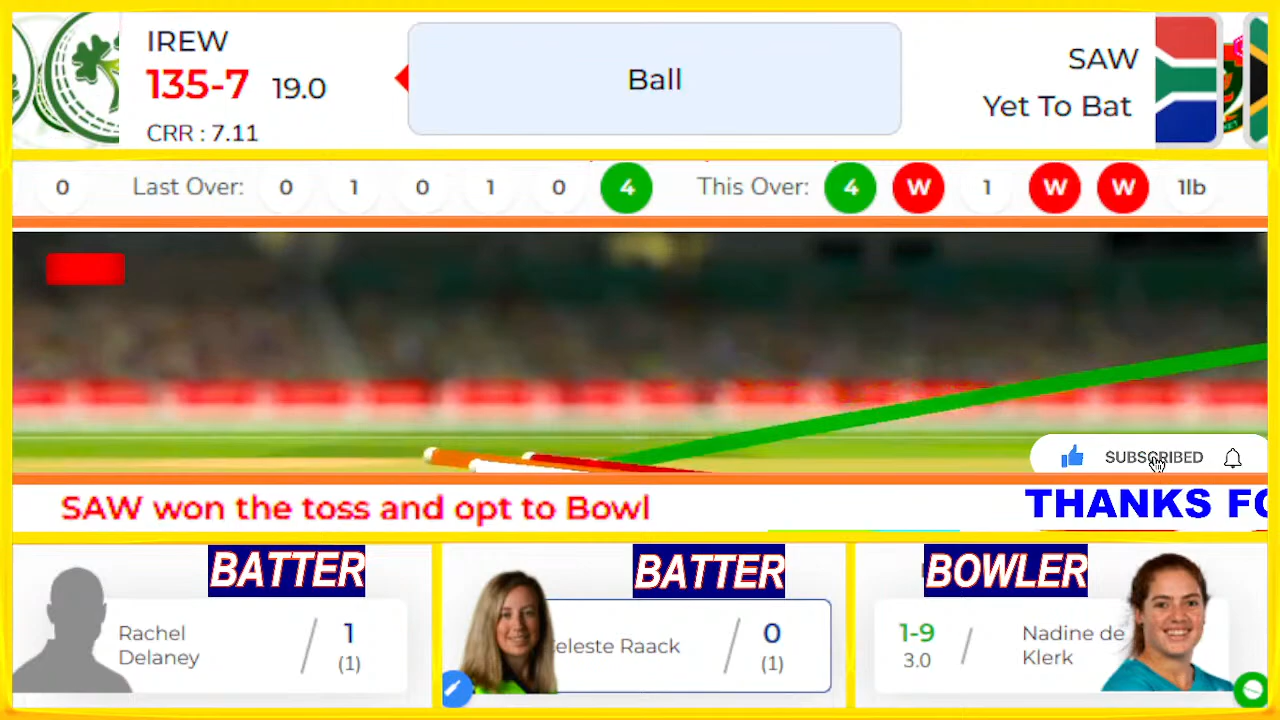 IREW
135-7 19.0
CRR : 7.11
Ball
SAW
Yet To Bat
0 Last Over: 0 1 0 1 0 4 This Over: 4 W 1 W W 1lb
SUBSCRIBED
SAW won the toss and opt to Bowl
THANKS FO
BATTER
Rachel
Delaney
1
(1)
BATTER
eleste Raack
0
(1)
BOWLER
1-9
3.0
Nadine de
Klerk